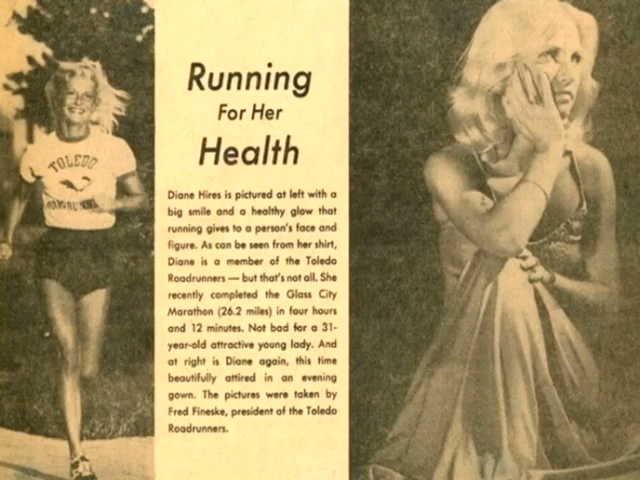 Running
For Her
Health
TOLEDO
Diane Hires is pictured at left with a
big smile and a healthy glow that
running gives to a person's face and
figure. As can be seen from her shirt,
Diane is a member of the Toledo
Roadrunners — but that's not all. She
recently completed the Glass City
Marathon (26.2 miles) in four hours
and 12 minutes. Not bad for a 31-
year-old attractive young lady. And
at right is Diane again, this time
beautifully attired in an evening
gown. The pictures were taken by
Fred Fineske, president of the Toledo
Roadrunners.